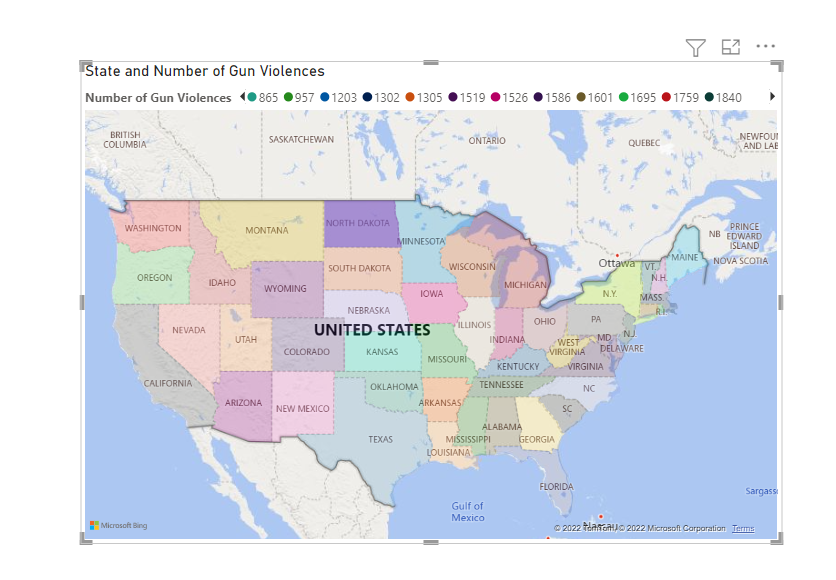 State and Number of Gun Violences
Number of Gun Violences 865 957 1203 1302 1305 1519 1526 1586 1601 1695 1759 1840
BRITISH
COLUMBIA
SASKATCHEWAN
ONTARIO
QUEBEC
NEWFOU
AND LAB
WASHINGTON
MONTANA
NORTH DAKOTA
MINNESOTA
NB
PRINCE
EDWARD
ISLAND
NOVA SCOTIA
MAINE
Ottawa
VT.
N.H.
OREGON
IDAHO
WYOMING
SOUTH DAKOTA
WISCONSIN
MICHIGAN
N.Y.
MASS.
R.I.
NEBRASKA
IOWA
NEVADA
UTAH
COLORADO
UNITED STATES
KANSAS
MISSOURI
ILLINOIS
INDIANA
OHIO
PA
N.J.
MD.
DELAWARE
WEST
VIRGINIA
VIRGINIA
KENTUCKY
CALIFORNIA
ARIZONA
NEW MEXICO
OKLAHOMA
ARKANSAS
TENNESSEE
NC
SC
TEXAS
LOUISIANA
MISSISSIPPI
ALABAMA
GEORGIA
FLORIDA
Gulf of
Mexico
Sargass
Nassau
Microsoft Bing
© 2022 TomTom, © 2022 Microsoft Corporation Terms